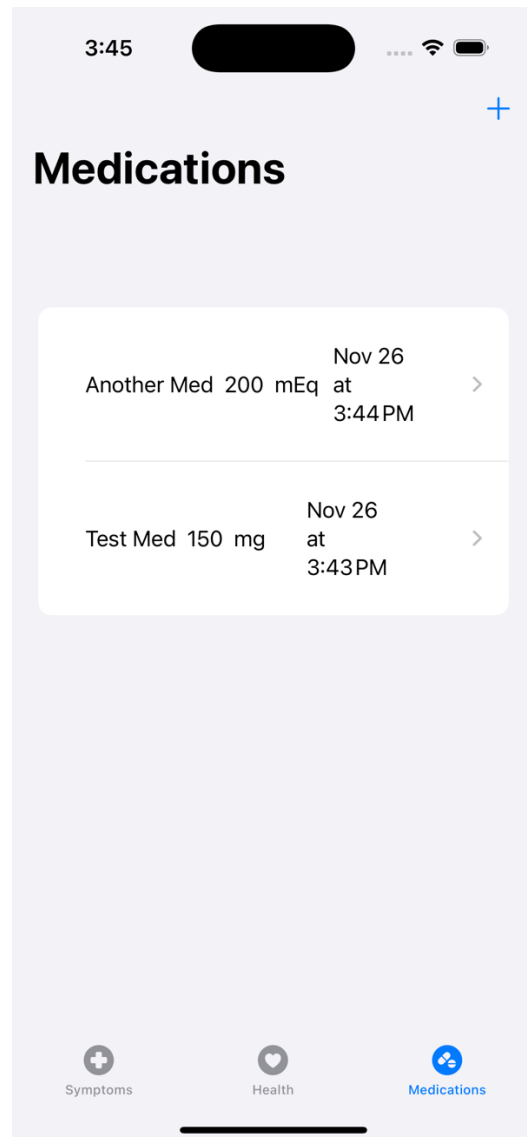 3:45
Medications
Nov 26
Another Med 200 mEq at
3:44 PM
Nov 26
Test Med 150 mg at
3:43 PM
Symptoms Health Medications